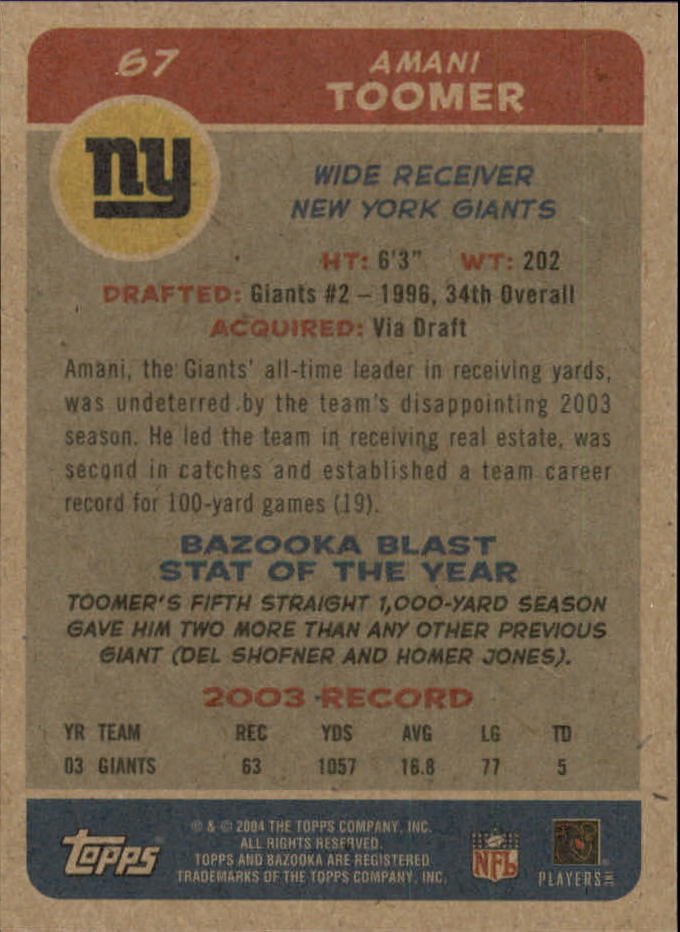 67
AMANI
TOOMER
ny
WIDE RECEIVER
NEW YORK GIANTS
HT: 6'3" WT: 202
DRAFTED: Giants #2 – 1996, 34th Overall
ACQUIRED: Via Draft
Amani, the Giants' all-time leader in receiving yards,
was undeterred by the team's disappointing 2003
season. He led the team in receiving real estate, was
second in catches and established a team career
record for 100-yard games (19).
BAZOOKA BLAST
STAT OF THE YEAR
TOOMER'S FIFTH STRAIGHT 1,000-YARD SEASON
GAVE HIM TWO MORE THAN ANY OTHER PREVIOUS
GIANT (DEL SHOFNER AND HOMER JONES).
2003 RECORD
YR TEAM REC YDS AVG LG TD
03 GIANTS 63 1057 16.8 77 5
topps
® & © 2004 THE TOPPS COMPANY, INC.
ALL RIGHTS RESERVED.
TOPPS AND BAZOOKA ARE REGISTERED
TRADEMARKS OF THE TOPPS COMPANY, INC.
NFL
PLAYERS INC